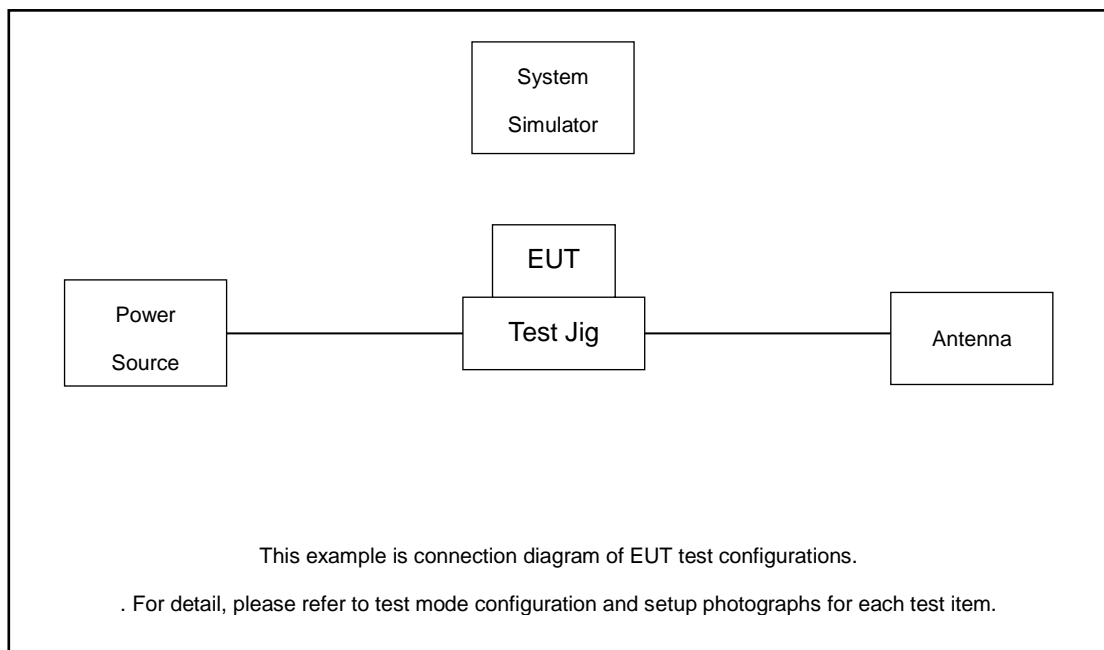 System
Simulator
EUT
Test Jig
Power
Source
Antenna
This example is connection diagram of EUT test configurations.
. For detail, please refer to test mode configuration and setup photographs for each test item.